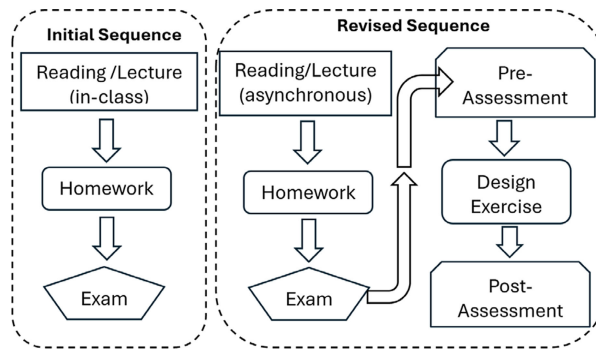 Initial Sequence
Reading /Lecture
(in-class)
Homework
Exam
Revised Sequence
Reading/Lecture
(asynchronous)
Homework
Exam
Pre-
Assessment
Design
Exercise
Post-
Assessment